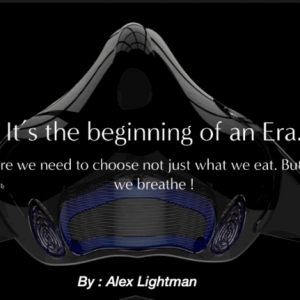 It´s the beginning of an Era.
re we need to choose not just what we eat. But
we breathe !
By : Alex Lightman